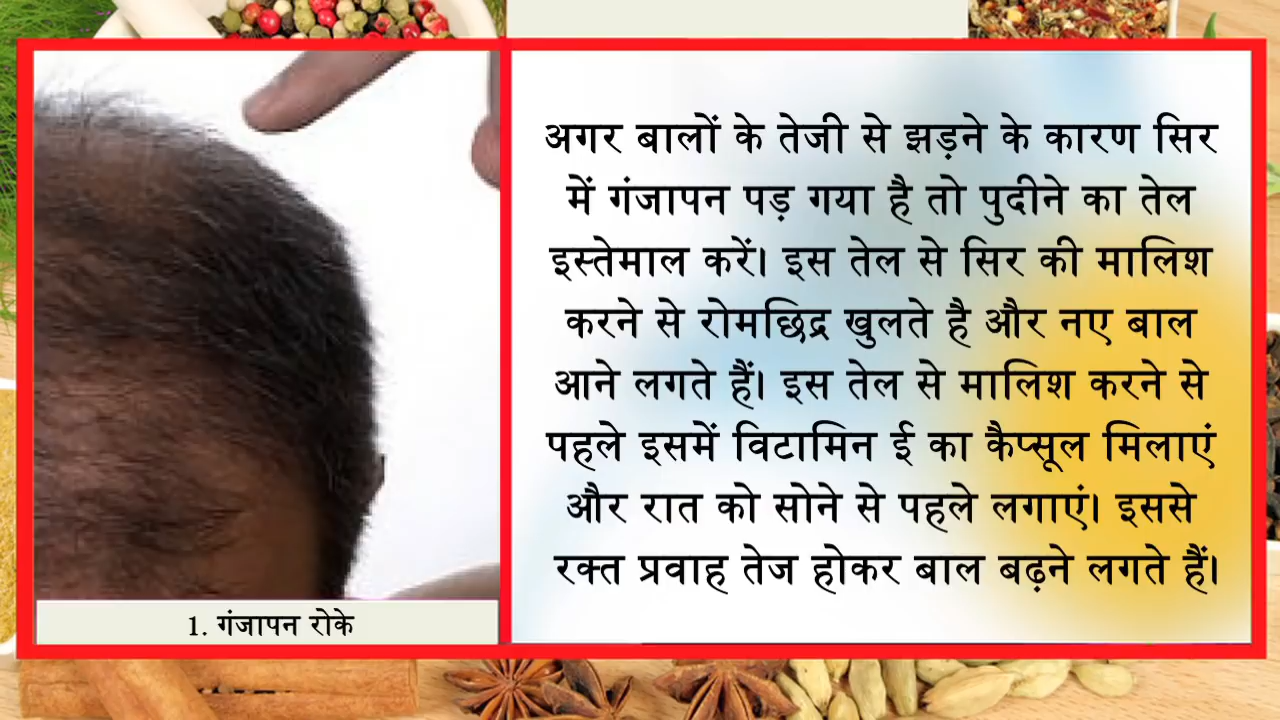 अगर बालों के तेजी से झड़ने के कारण सिर
में गंजापन पड़ गया है तो पुदीने का तेल
इस्तेमाल करें। इस तेल से सिर की मालिश
करने से रोमछिद्र खुलते है और नए बाल
आने लगते हैं। इस तेल से मालिश करने से
पहले इसमें विटामिन ई का कैप्सूल मिलाएं
और रात को सोने से पहले लगाएं। इससे
रक्त प्रवाह तेज होकर बाल बढ़ने लगते हैं।
1. गंजापन रोके